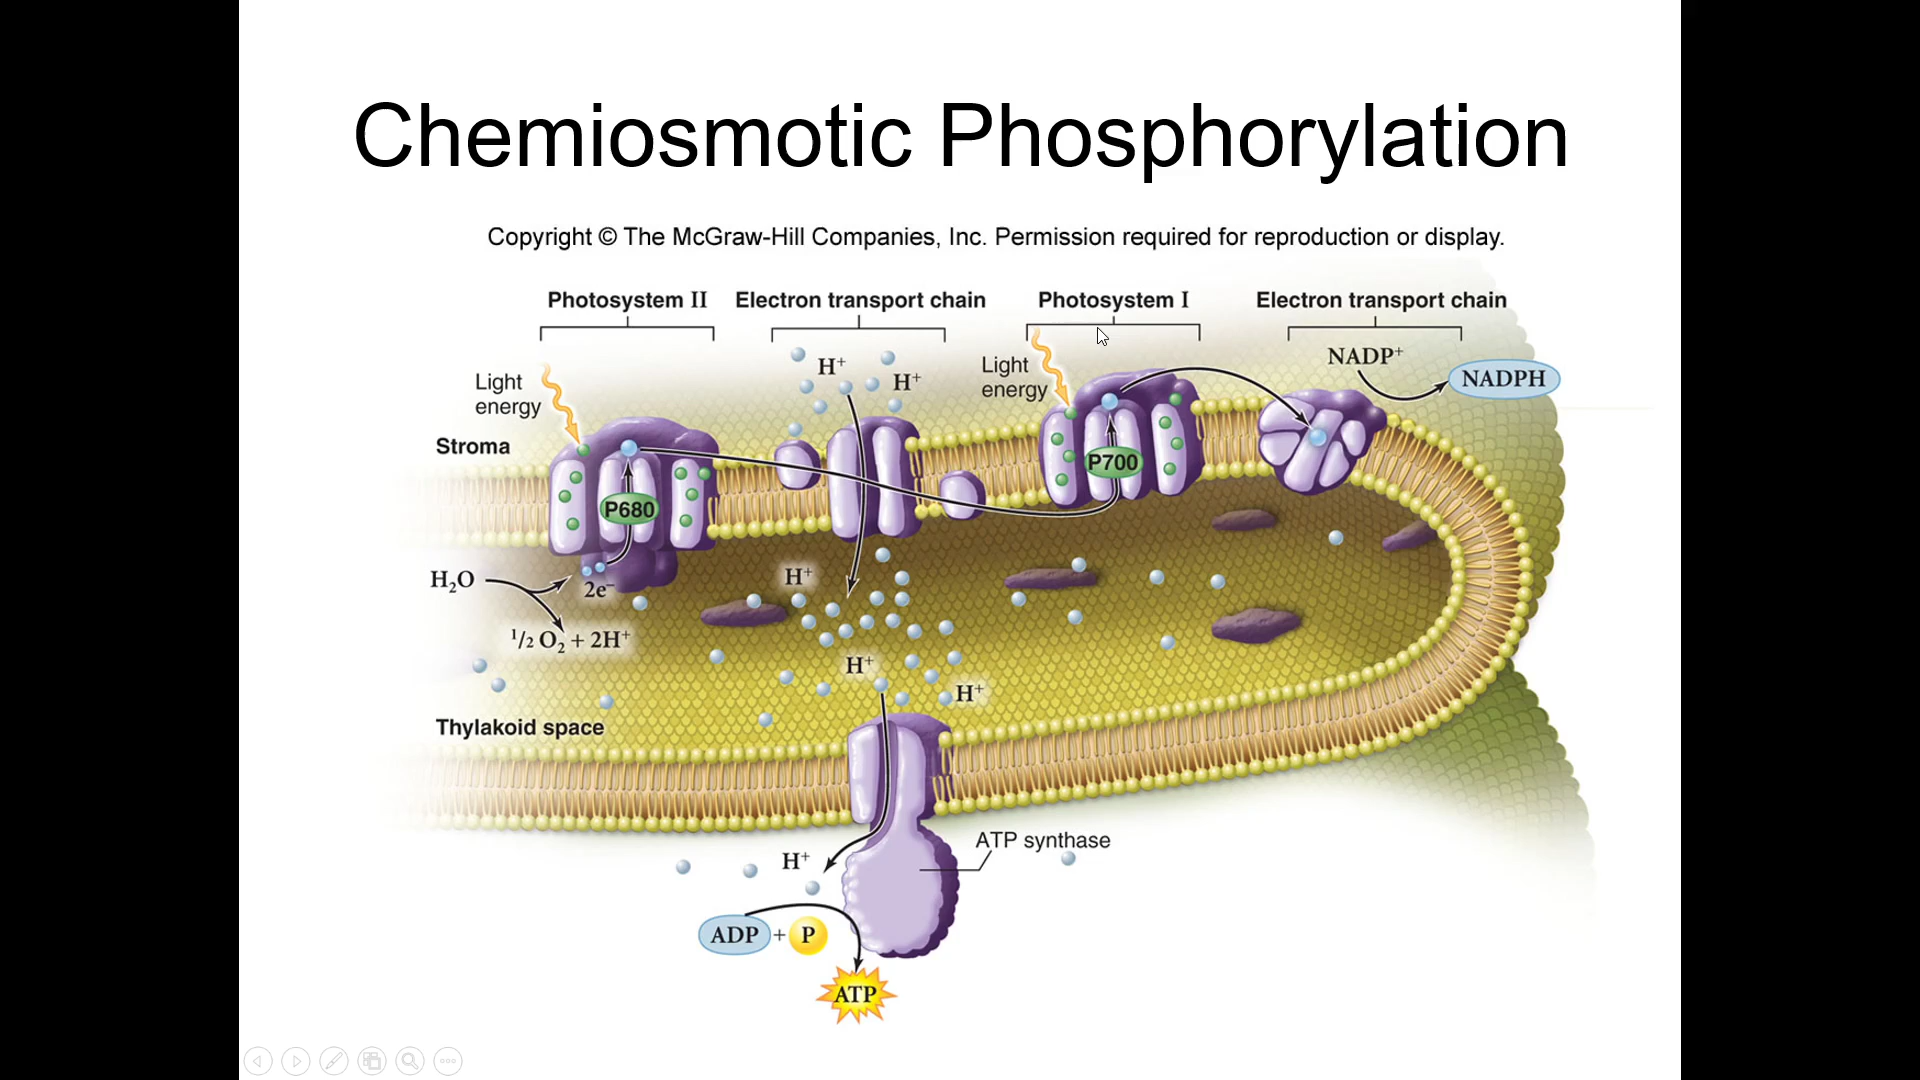 Chemiosmotic Phosphorylation
Copyright © The McGraw-Hill Companies, Inc. Permission required for reproduction or display.
Photosystem II
Electron transport chain
Photosystem I
Electron transport chain
H⁺
H⁺
Light
energy
NADP⁺
NADPH
Light
energy
Stroma
P700
P680
H₂O
2e⁻
H⁺
¹/2 O₂ + 2H⁺
H⁺
H⁺
Thylakoid space
ATP synthase
H⁺
ADP + P
ATP